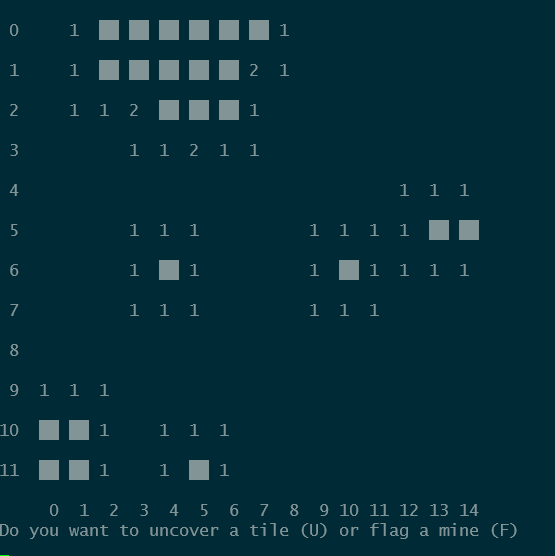 0 1 ■ ■ ■ ■ ■ ■ 1
1 1 ■ ■ ■ ■ ■ 2 1
2 1 1 2 ■ ■ ■ 1
3 1 1 2 1 1
4 1 1 1
5 1 1 1 1 1 1 1 ■ ■
6 1 ■ 1 1 ■ 1 1 1 1
7 1 1 1 1 1 1
8
9 1 1 1
10 ■ ■ 1 1 1 1
11 ■ ■ 1 1 ■ 1
0 1 2 3 4 5 6 7 8 9 10 11 12 13 14
Do you want to uncover a tile (U) or flag a mine (F)